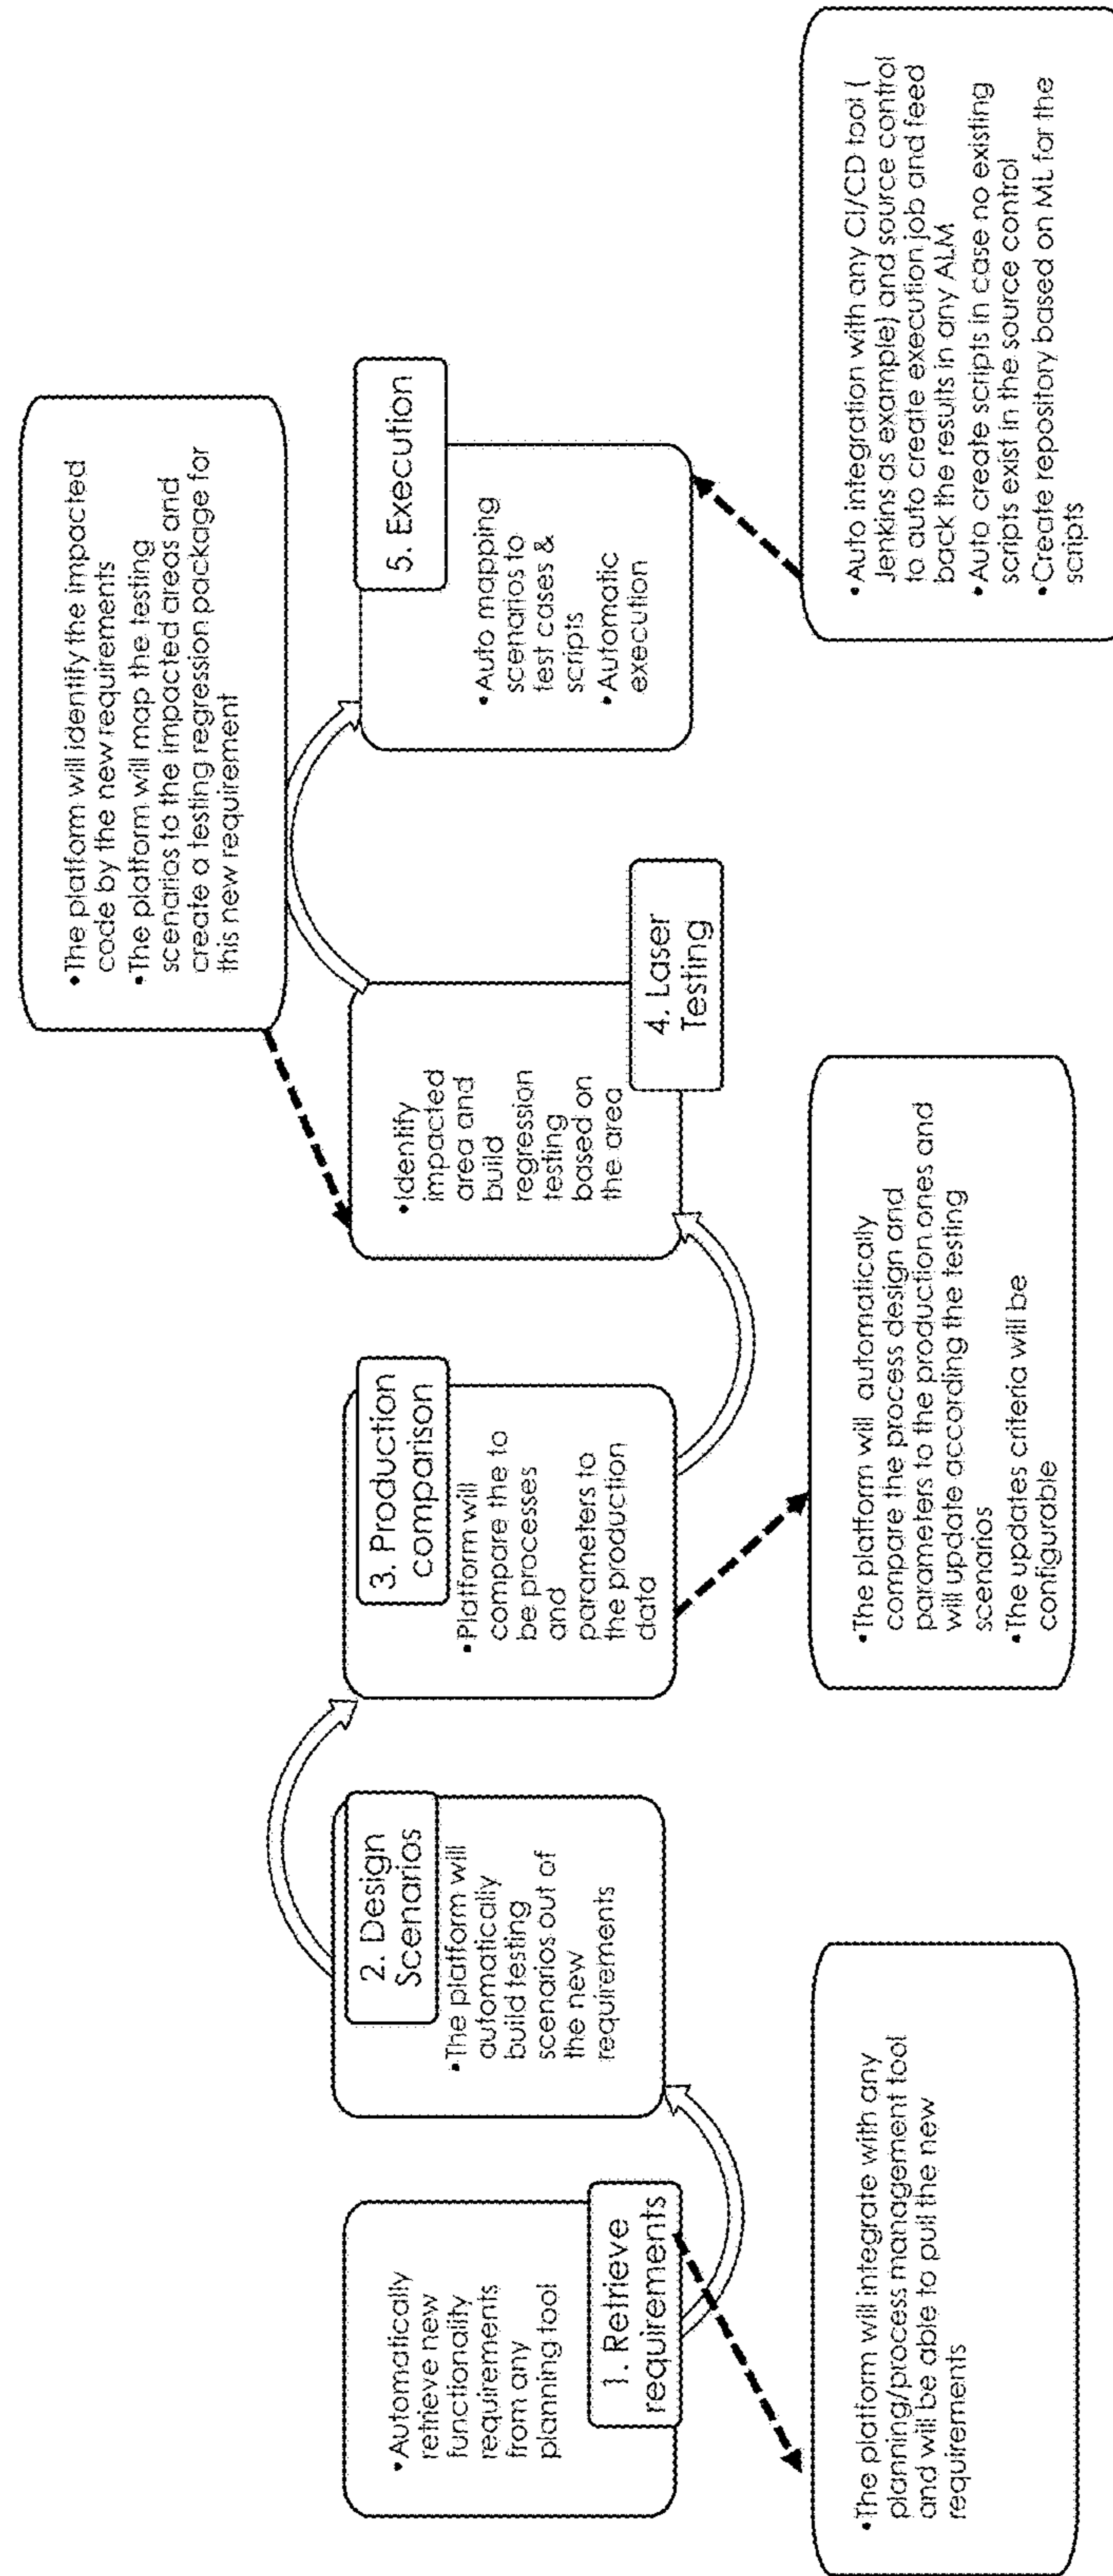 •Automatically
retrieve new
functionality
requirements
from any
planning tool
1. Retrieve
requirements
•The platform will integrate with any
planning/process management tool
and will be able to pull the new
requirements
2. Design
Scenarios
•The platform will
automatically
build testing
scenarios out of
the new
requirements
3. Production
comparison
•Platform will
compare the to
be processes
and
parameters to
the production
data
•The platform will automatically
compare the process design and
parameters to the production ones and
will update according the testing
scenarios
•The updates criteria will be
configurable
•Identify
impacted
area and
build
regression
testing
based on
the area
4. Laser
Testing
•The platform will identify the impacted
code by the new requirements
•The platform will map the testing
scenarios to the impacted areas and
create a testing regression package for
this new requirement
5. Execution
•Auto mapping
scenarios to
test cases &
scripts
•Automatic
execution
•Auto integration with any CI/CD tool (
Jenkins as example) and source control
to auto create execution job and feed
back the results in any ALM
•Auto create scripts in case no existing
scripts exist in the source control
•Create repository based on ML for the
scripts